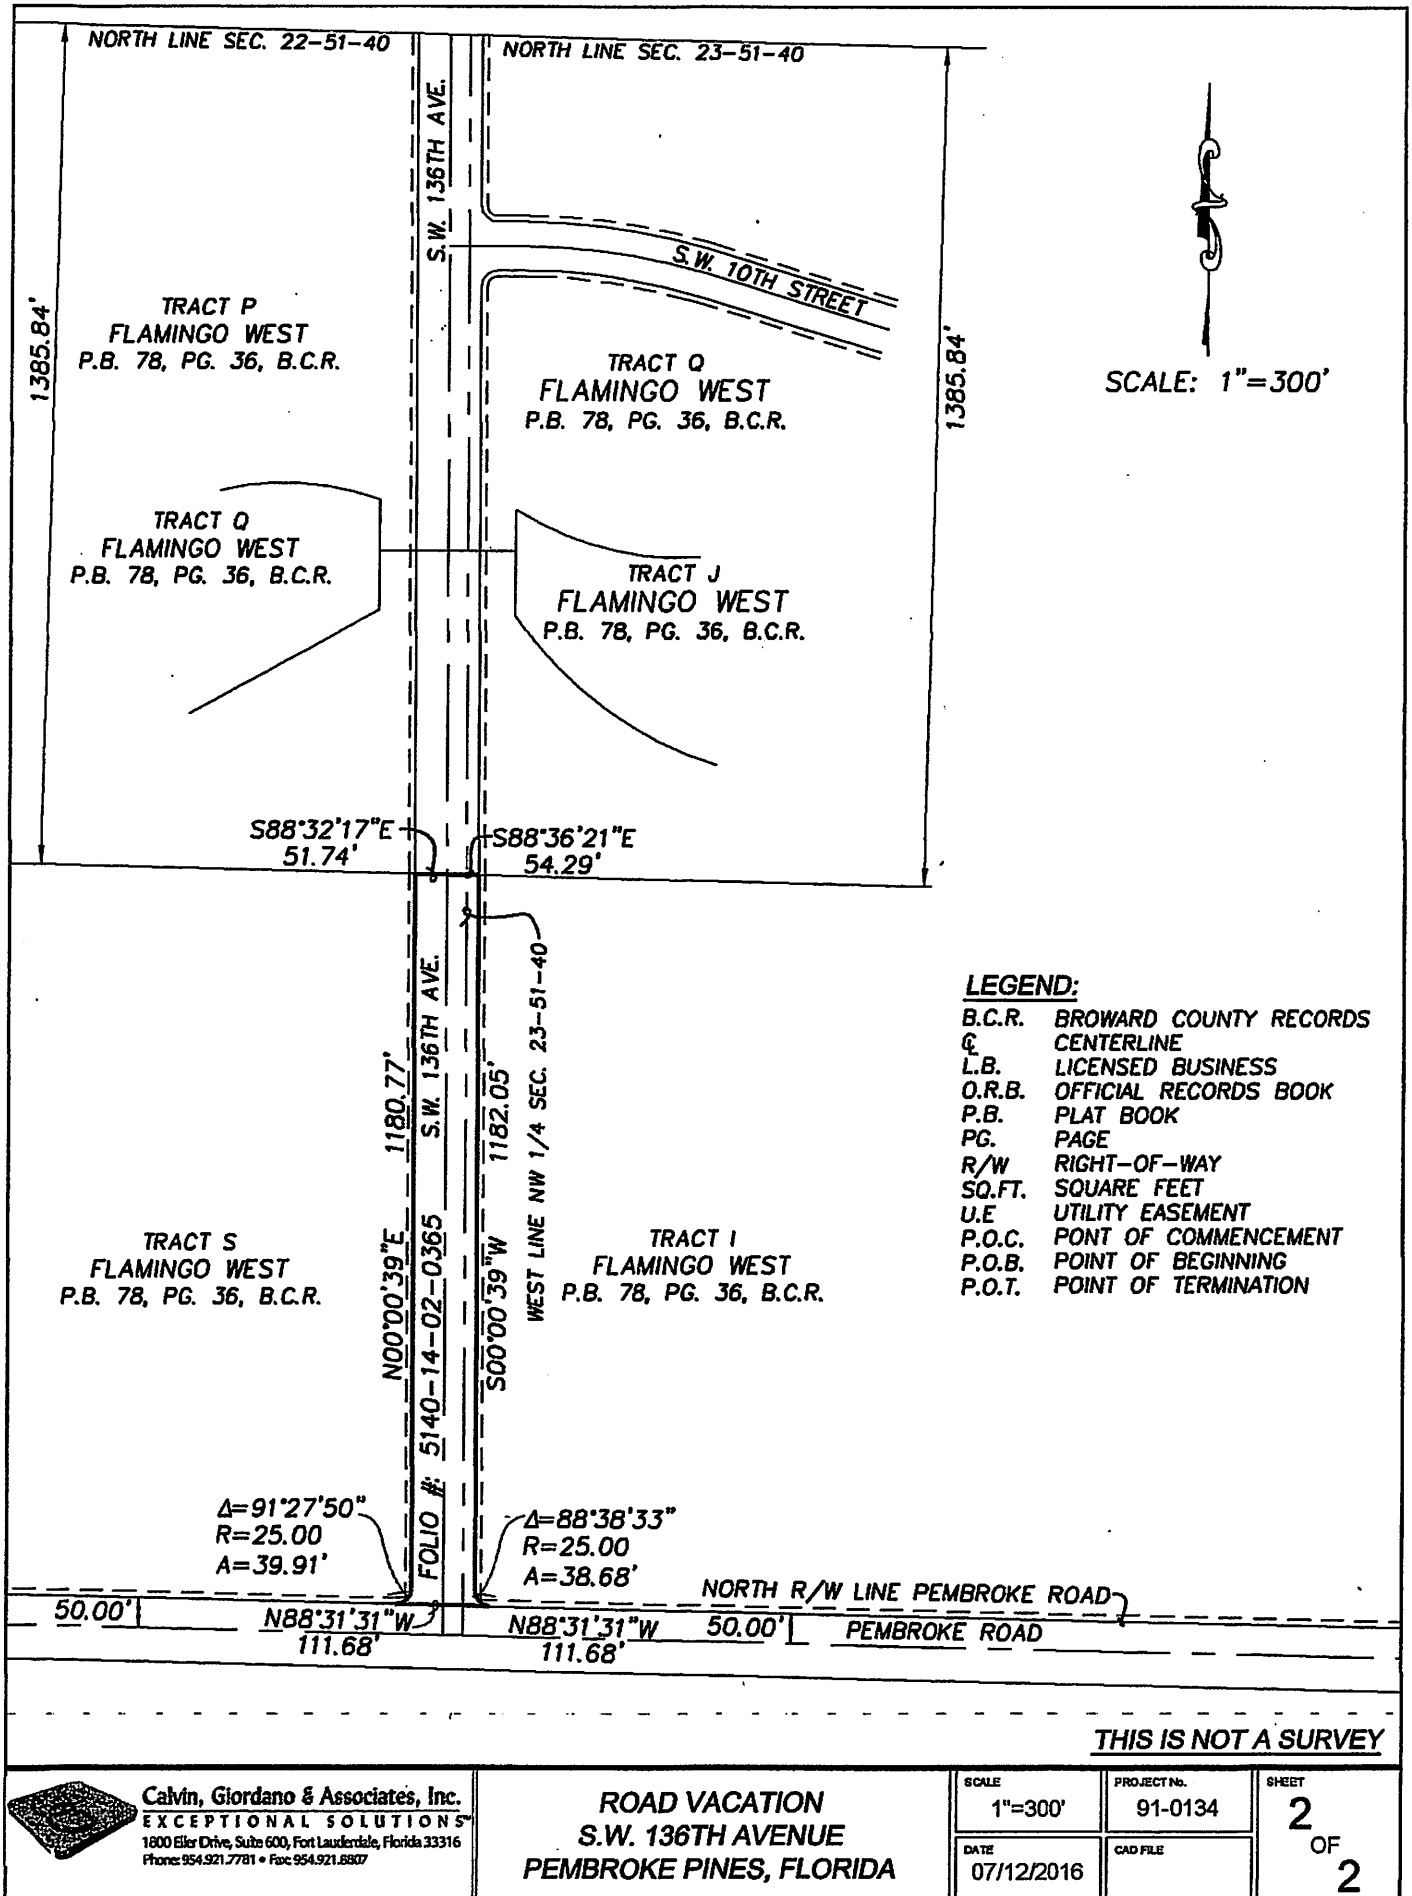 NORTH LINE SEC. 22-51-40
NORTH LINE SEC. 23-51-40
S.W. 136TH AVE.
S.W. 10TH STREET
1385.84'
1385.84'
SCALE: 1"=300'
TRACT P
FLAMINGO WEST
P.B. 78, PG. 36, B.C.R.
TRACT Q
FLAMINGO WEST
P.B. 78, PG. 36, B.C.R.
TRACT Q
FLAMINGO WEST
P.B. 78, PG. 36, B.C.R.
TRACT J
FLAMINGO WEST
P.B. 78, PG. 36, B.C.R.
S88°32'17"E
51.74'
S88°36'21"E
54.29'
N00°00'39"E 1180.77'
S.W. 136TH AVE.
FOLIO #: 5140-14-02-0365
S00°00'39"W 1182.05'
WEST LINE NW 1/4 SEC. 23-51-40
TRACT S
FLAMINGO WEST
P.B. 78, PG. 36, B.C.R.
TRACT I
FLAMINGO WEST
P.B. 78, PG. 36, B.C.R.
LEGEND:
B.C.R. BROWARD COUNTY RECORDS
℄ CENTERLINE
L.B. LICENSED BUSINESS
O.R.B. OFFICIAL RECORDS BOOK
P.B. PLAT BOOK
PG. PAGE
R/W RIGHT-OF-WAY
SQ.FT. SQUARE FEET
U.E UTILITY EASEMENT
P.O.C. PONT OF COMMENCEMENT
P.O.B. POINT OF BEGINNING
P.O.T. POINT OF TERMINATION
Δ=91°27'50"
R=25.00
A=39.91'
Δ=88°38'33"
R=25.00
A=38.68'
NORTH R/W LINE PEMBROKE ROAD
50.00'
N88°31'31"W
111.68'
N88°31'31"W
111.68'
50.00'
PEMBROKE ROAD
THIS IS NOT A SURVEY
Calvin, Giordano & Associates, Inc.
EXCEPTIONAL SOLUTIONS™
1800 Eller Drive, Suite 600, Fort Lauderdale, Florida 33316
Phone: 954.921.7781 • Fax: 954.921.8807
ROAD VACATION
S.W. 136TH AVENUE
PEMBROKE PINES, FLORIDA
SCALE
1"=300'
PROJECT No.
91-0134
SHEET
2
OF
2
DATE
07/12/2016
CAD FILE